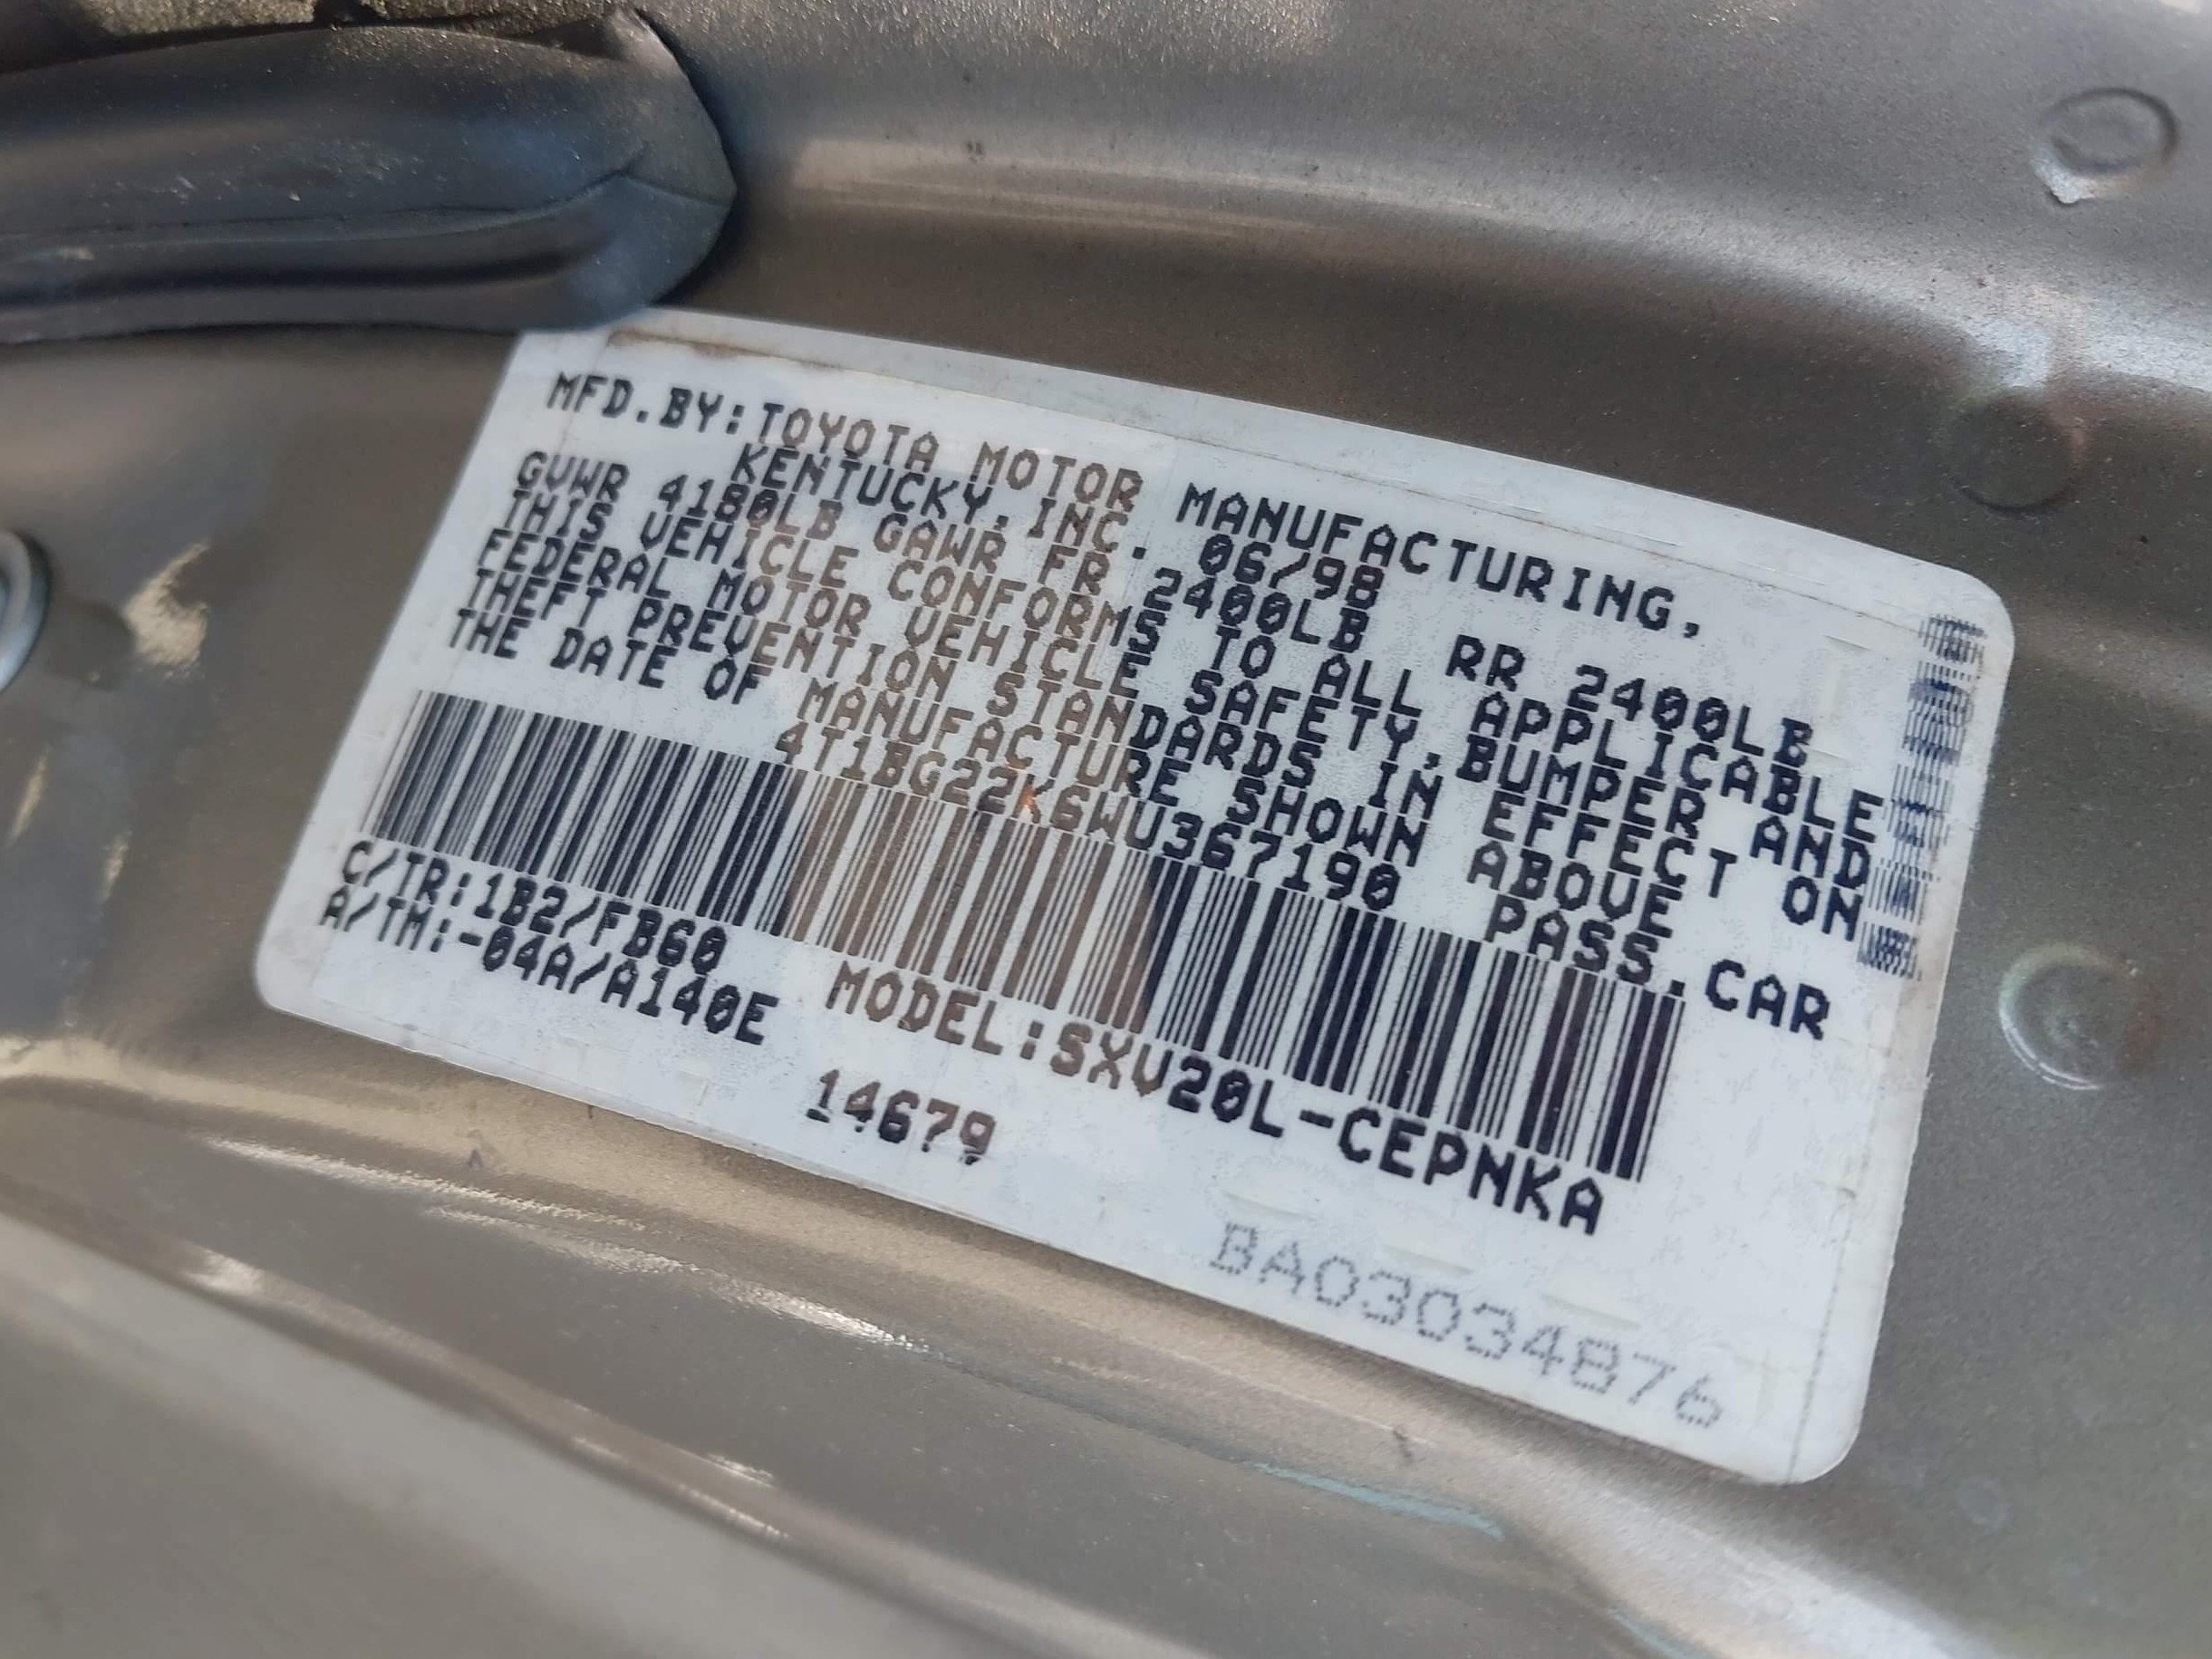 MFD.BY:TOYOTA MOTOR MANUFACTURING,
KENTUCKY,INC. 06/98
GVWR 4180LB GAWR FR 2400LB RR 2400LB
THIS VEHICLE CONFORMS TO ALL APPLICABLE
FEDERAL MOTOR VEHICLE SAFETY,BUMPER AND
THEFT PREVENTION STANDARDS IN EFFECT ON
THE DATE OF MANUFACTURE SHOWN ABOVE
4T1BG22K6WU367190 PASS.CAR
C/TR:1B2/FB60 MODEL:SXV20L-CEPNKA
A/TM:-04A/A140E
14679
BA03034876